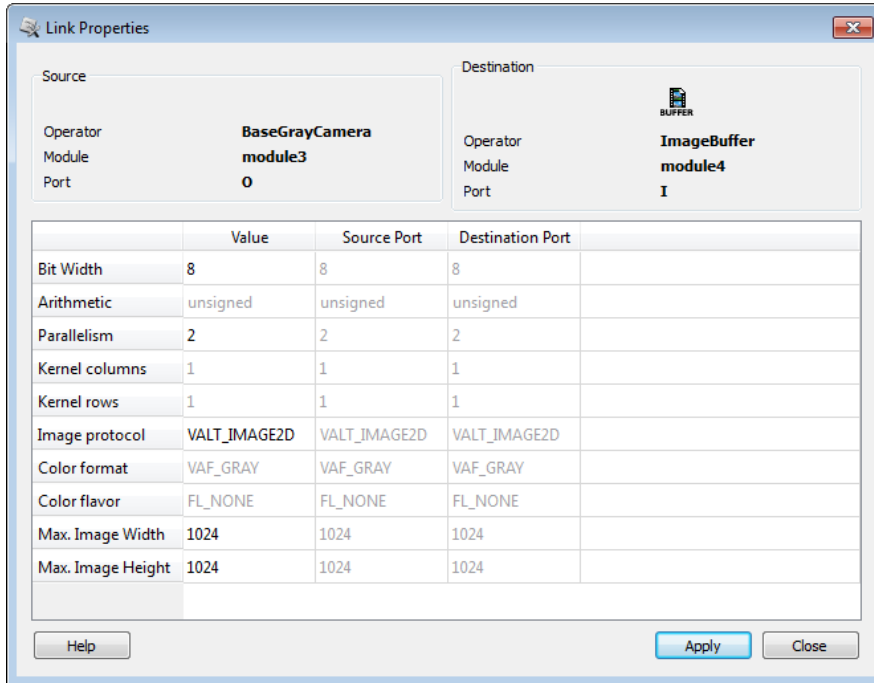 Link Properties
Source
Operator BaseGrayCamera
Module module3
Port O
Destination
BUFFER
Operator ImageBuffer
Module module4
Port I
Value Source Port Destination Port
Bit Width 8 8 8
Arithmetic unsigned unsigned unsigned
Parallelism 2 2 2
Kernel columns 1 1 1
Kernel rows 1 1 1
Image protocol VALT_IMAGE2D VALT_IMAGE2D VALT_IMAGE2D
Color format VAF_GRAY VAF_GRAY VAF_GRAY
Color flavor FL_NONE FL_NONE FL_NONE
Max. Image Width 1024 1024 1024
Max. Image Height 1024 1024 1024
Help Apply Close